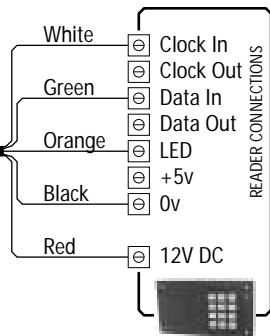 White Clock In
Clock Out
Green Data In
Data Out
Orange LED
+5v
Black 0v
Red 12V DC
READER CONNECTIONS